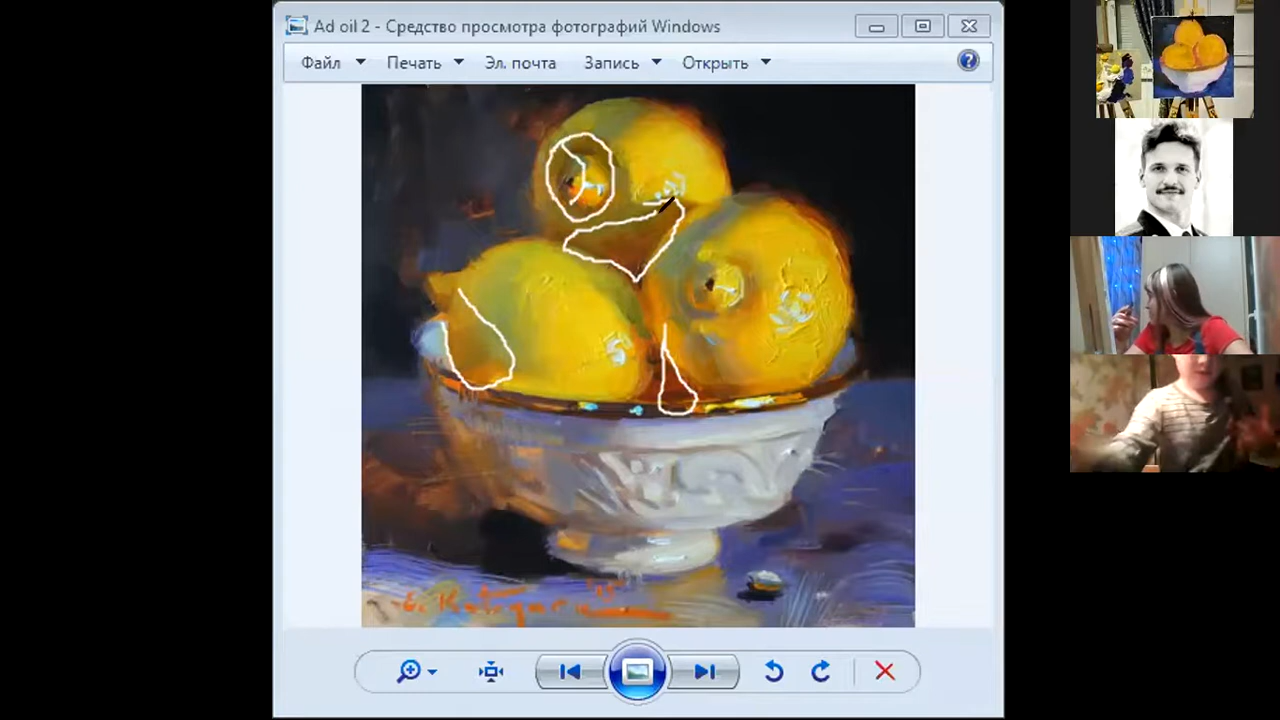 Ad oil 2 - Средство просмотра фотографий Windows
Файл Печать Эл. почта Запись Открыть